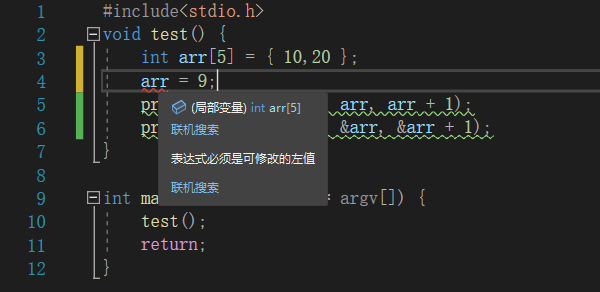 1 #include<stdio.h>
2 void test() {
3 int arr[5] = { 10,20 };
4 arr = 9;
5 pr arr, arr + 1);
6 pr &arr, &arr + 1);
7 }
8
9 int ma argv[]) {
10 test();
11 return;
12 }
(局部变量) int arr[5]
联机搜索
表达式必须是可修改的左值
联机搜索